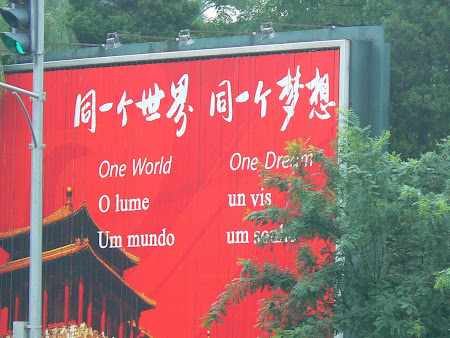 同一个世界 同一个梦想
One World One Dream
O lume un vis
Um mundo um